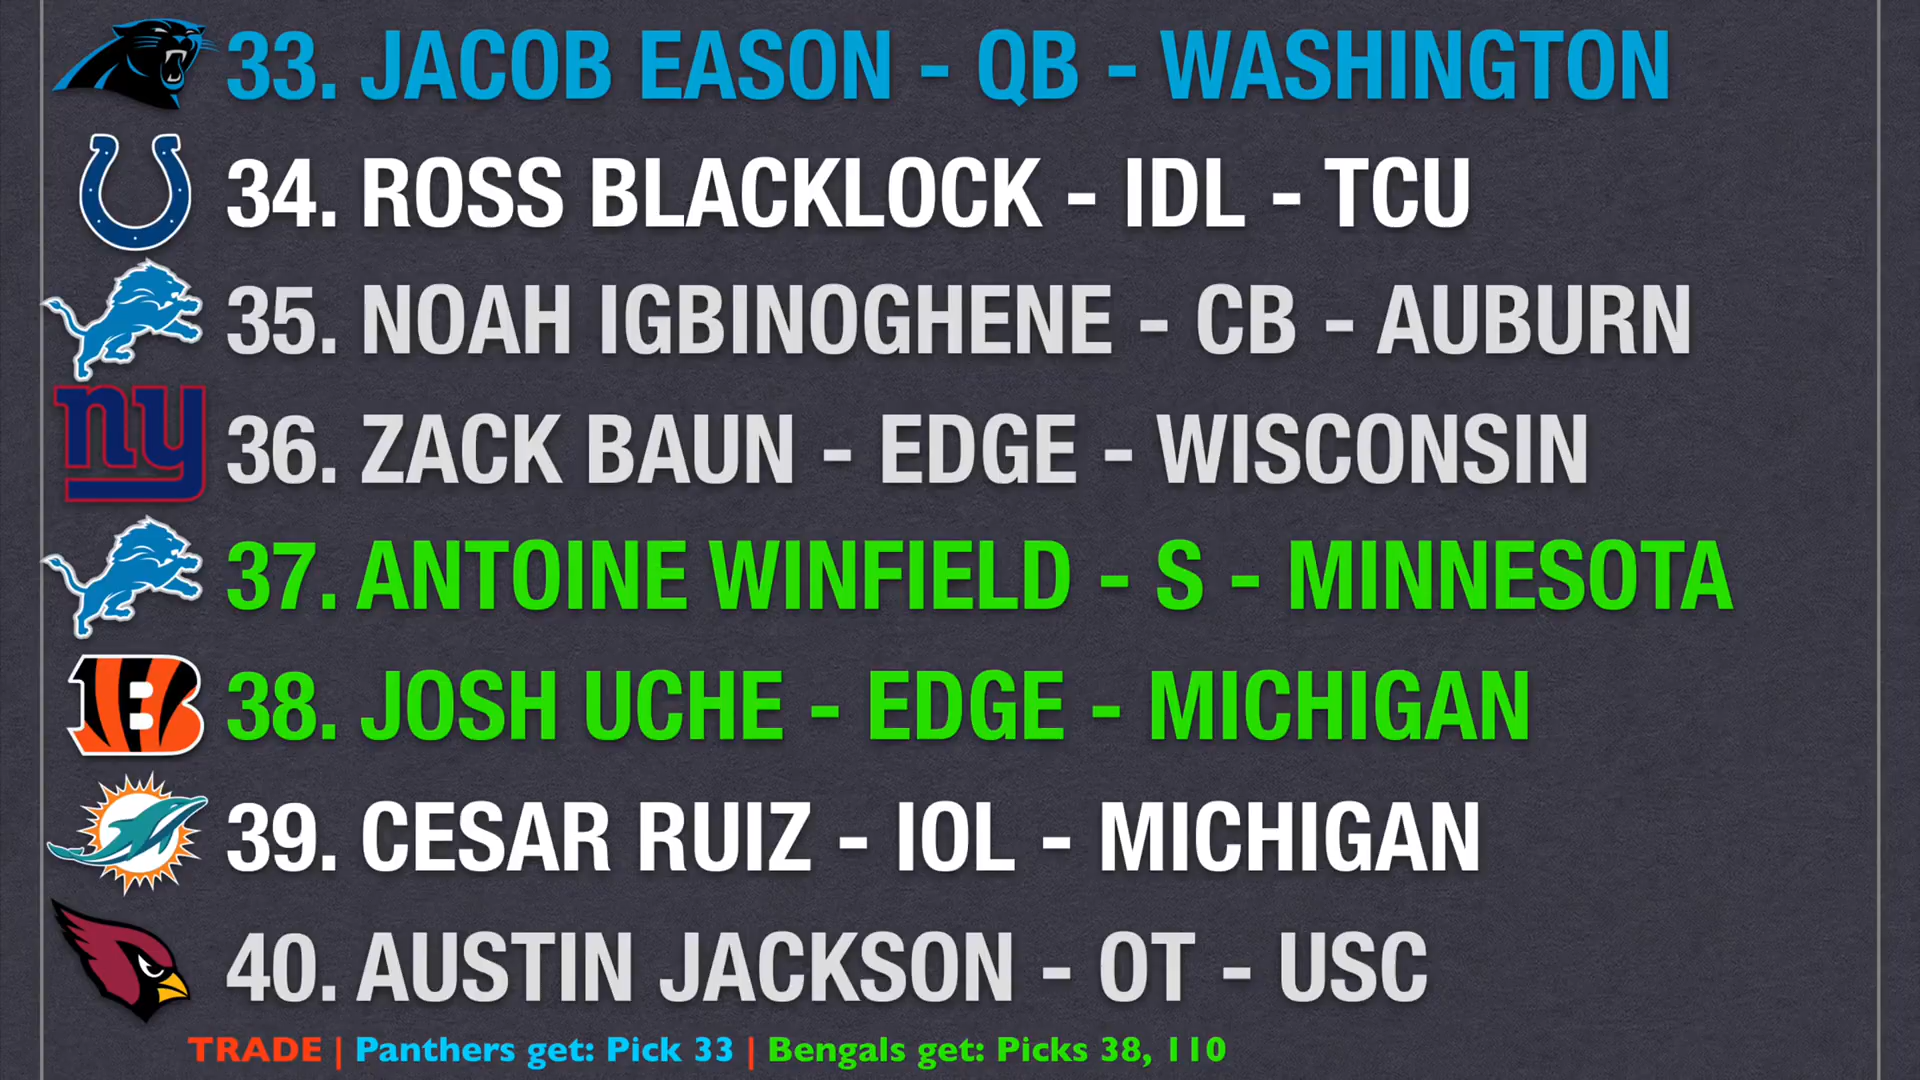 33. JACOB EASON - QB - WASHINGTON
34. ROSS BLACKLOCK - IDL - TCU
35. NOAH IGBINOGHENE - CB - AUBURN
ny
36. ZACK BAUN - EDGE - WISCONSIN
37. ANTOINE WINFIELD - S - MINNESOTA
B
38. JOSH UCHE - EDGE - MICHIGAN
39. CESAR RUIZ - IOL - MICHIGAN
40. AUSTIN JACKSON - OT - USC
TRADE | Panthers get: Pick 33 | Bengals get: Picks 38, 110